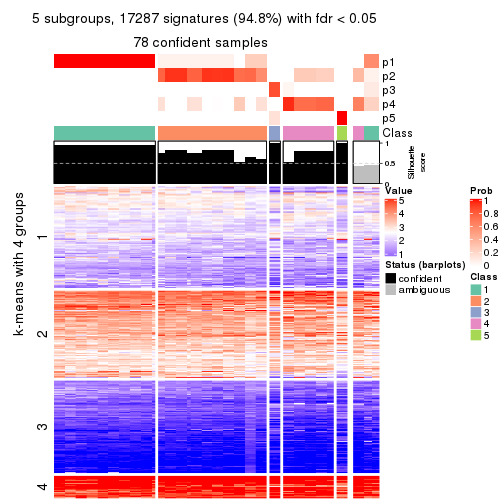 5 subgroups, 17287 signatures (94.8%) with fdr < 0.05
78 confident samples
p1
p2
p3
p4
p5
Class
1
0.5
0
Silhouette
score
k-means with 4 groups
1
2
3
4
Value
5
4
3
2
1
Status (barplots)
confident
ambiguous
Prob
1
0.8
0.6
0.4
0.2
0
Class
1
2
3
4
5